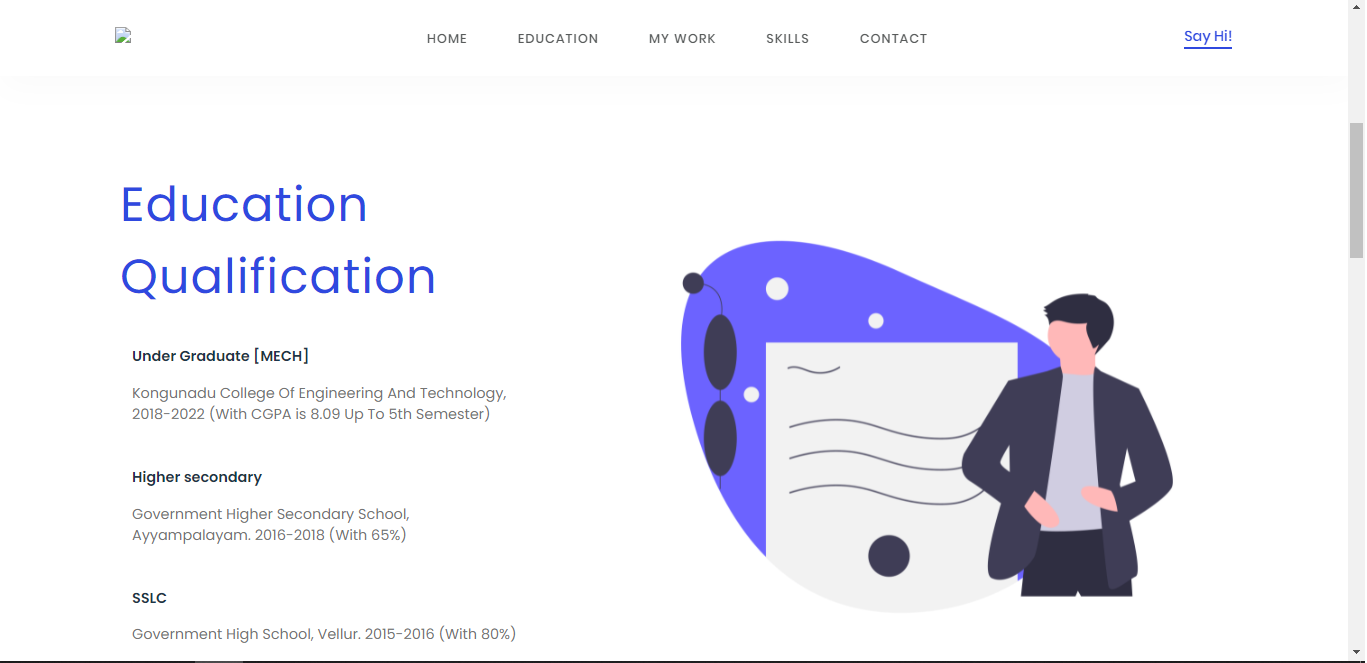 HOME EDUCATION MY WORK SKILLS CONTACT Say Hi!
Education
Qualification
Under Graduate [MECH]
Kongunadu College Of Engineering And Technology,
2018-2022 (With CGPA is 8.09 Up To 5th Semester)
Higher secondary
Government Higher Secondary School,
Ayyampalayam. 2016-2018 (With 65%)
SSLC
Government High School, Vellur. 2015-2016 (With 80%)